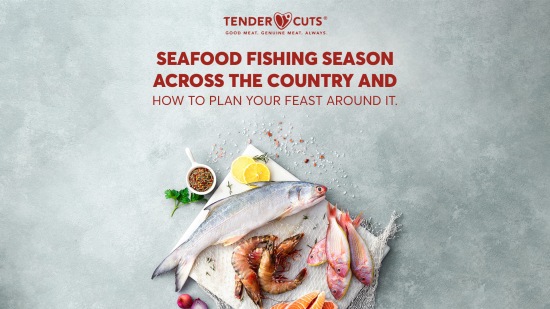 TENDER CUTS®
GOOD MEAT. GENUINE MEAT. ALWAYS.
SEAFOOD FISHING SEASON
ACROSS THE COUNTRY AND
HOW TO PLAN YOUR FEAST AROUND IT.